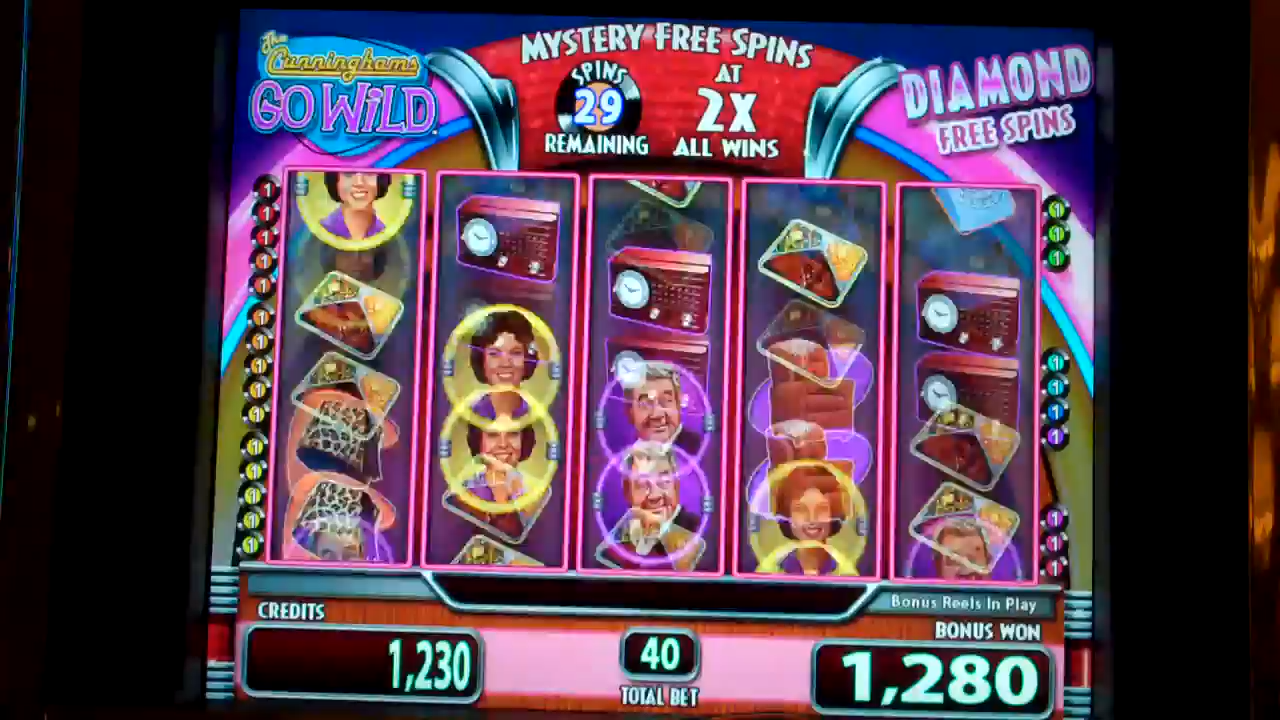 The
Cunninghams
GO WiLD
MYSTERY FREE SPINS
SPINS
29
REMAINING
AT
2X
ALL WINS
DIAMOND
FREE SPINS
Bonus Reels In Play
CREDITS
1,230
40
TOTAL BET
BONUS WON
1,280